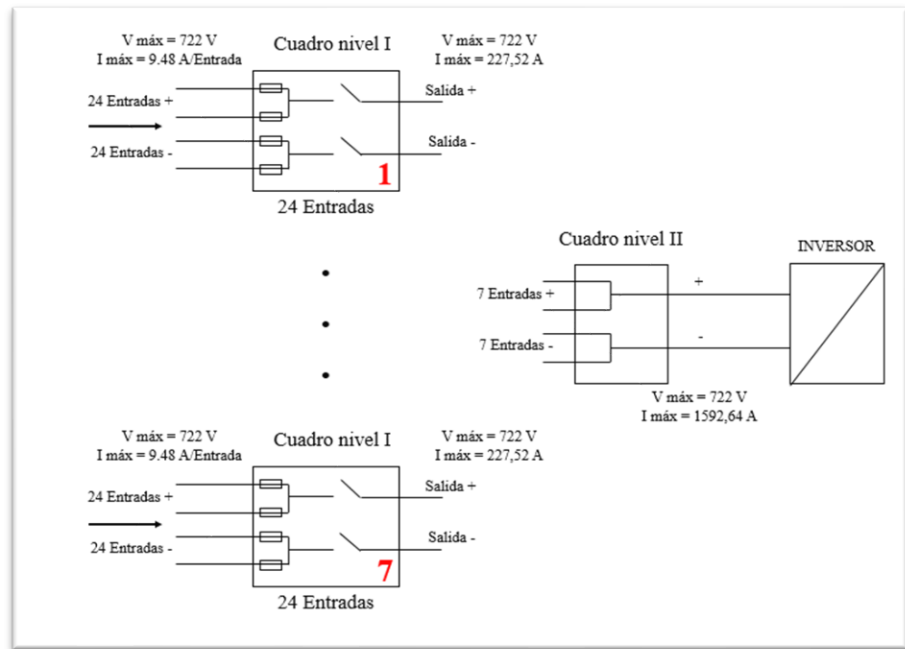 V máx = 722 V
I máx = 9.48 A/Entrada
Cuadro nivel I
V máx = 722 V
I máx = 227,52 A
24 Entradas +
24 Entradas -
Salida +
Salida -
1
24 Entradas
Cuadro nivel II
INVERSOR
7 Entradas +
7 Entradas -
+
-
V máx = 722 V
I máx = 1592,64 A
V máx = 722 V
I máx = 9.48 A/Entrada
Cuadro nivel I
V máx = 722 V
I máx = 227,52 A
24 Entradas +
24 Entradas -
Salida +
Salida -
7
24 Entradas